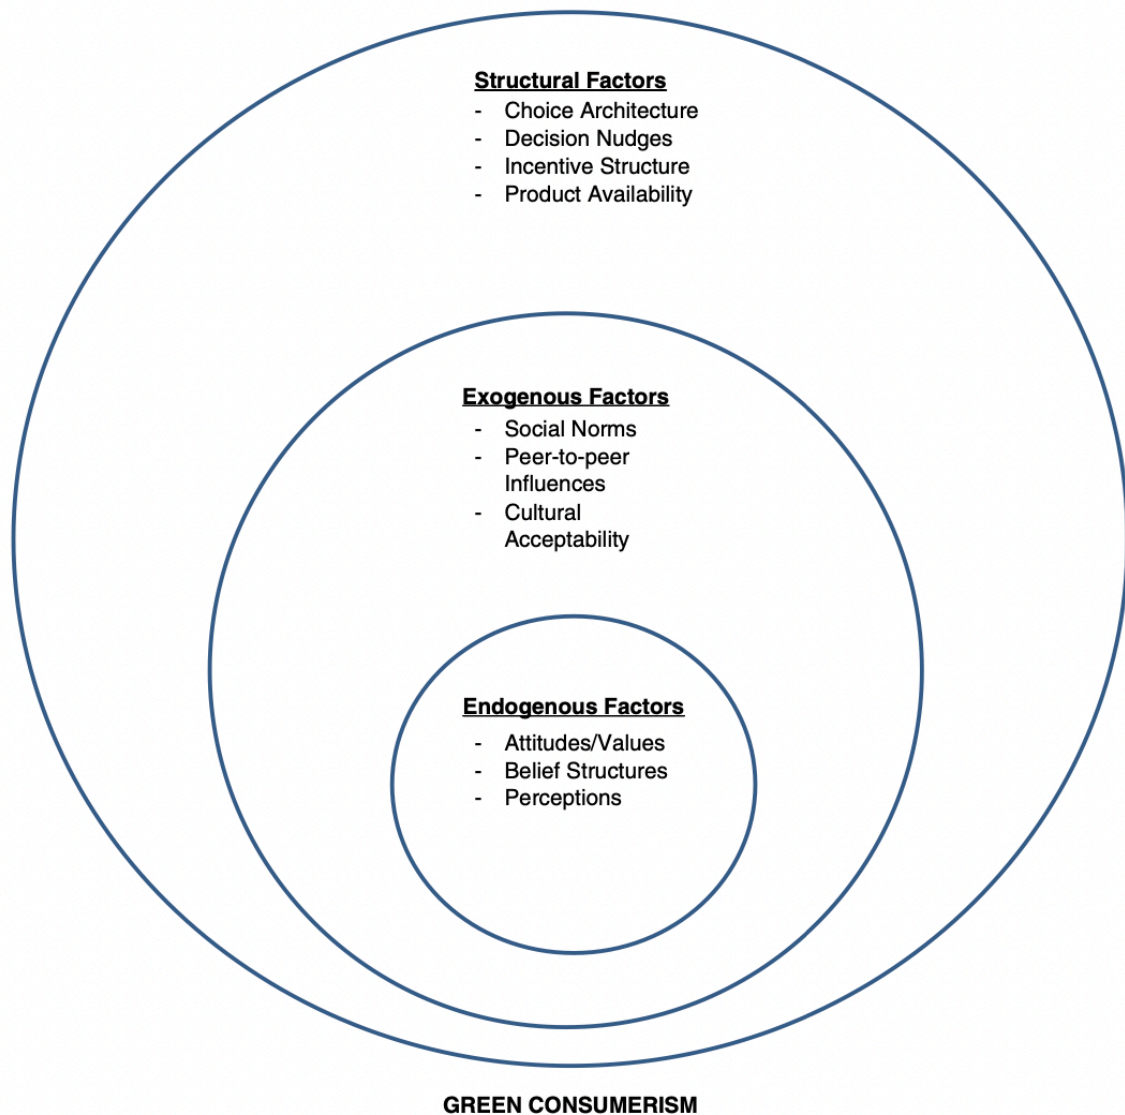 Structural Factors
- Choice Architecture
- Decision Nudges
- Incentive Structure
- Product Availability
Exogenous Factors
- Social Norms
- Peer-to-peer
Influences
- Cultural
Acceptability
Endogenous Factors
- Attitudes/Values
- Belief Structures
- Perceptions
GREEN CONSUMERISM